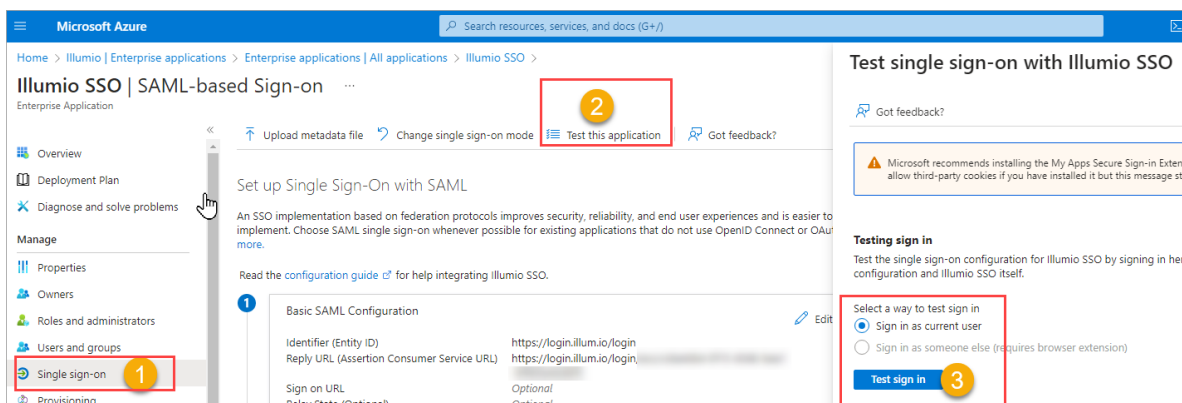 Microsoft Azure
Search resources, services, and docs (G+/)
Home > Illumio | Enterprise applications > Enterprise applications | All applications > Illumio SSO >
Illumio SSO | SAML-based Sign-on ...
Enterprise Application
«
Overview
Deployment Plan
Diagnose and solve problems
Manage
Properties
Owners
Roles and administrators
Users and groups
Single sign-on
1
Provisioning
2
Upload metadata file
Change single sign-on mode
Test this application
Got feedback?
Set up Single Sign-On with SAML
An SSO implementation based on federation protocols improves security, reliability, and end user experiences and is easier to
implement. Choose SAML single sign-on whenever possible for existing applications that do not use OpenID Connect or OAu
more.
Read the configuration guide for help integrating Illumio SSO.
1
Basic SAML Configuration
Edit
Identifier (Entity ID) https://login.illum.io/login
Reply URL (Assertion Consumer Service URL) https://login.illum.io/login
Sign on URL Optional
Relay State (Optional) Optional
Test single sign-on with Illumio SSO
Got feedback?
Microsoft recommends installing the My Apps Secure Sign-in Exten
allow third-party cookies if you have installed it but this message st
Testing sign in
Test the single sign-on configuration for Illumio SSO by signing in her
configuration and Illumio SSO itself.
Select a way to test sign in
Sign in as current user
Sign in as someone else (requires browser extension)
Test sign in
3